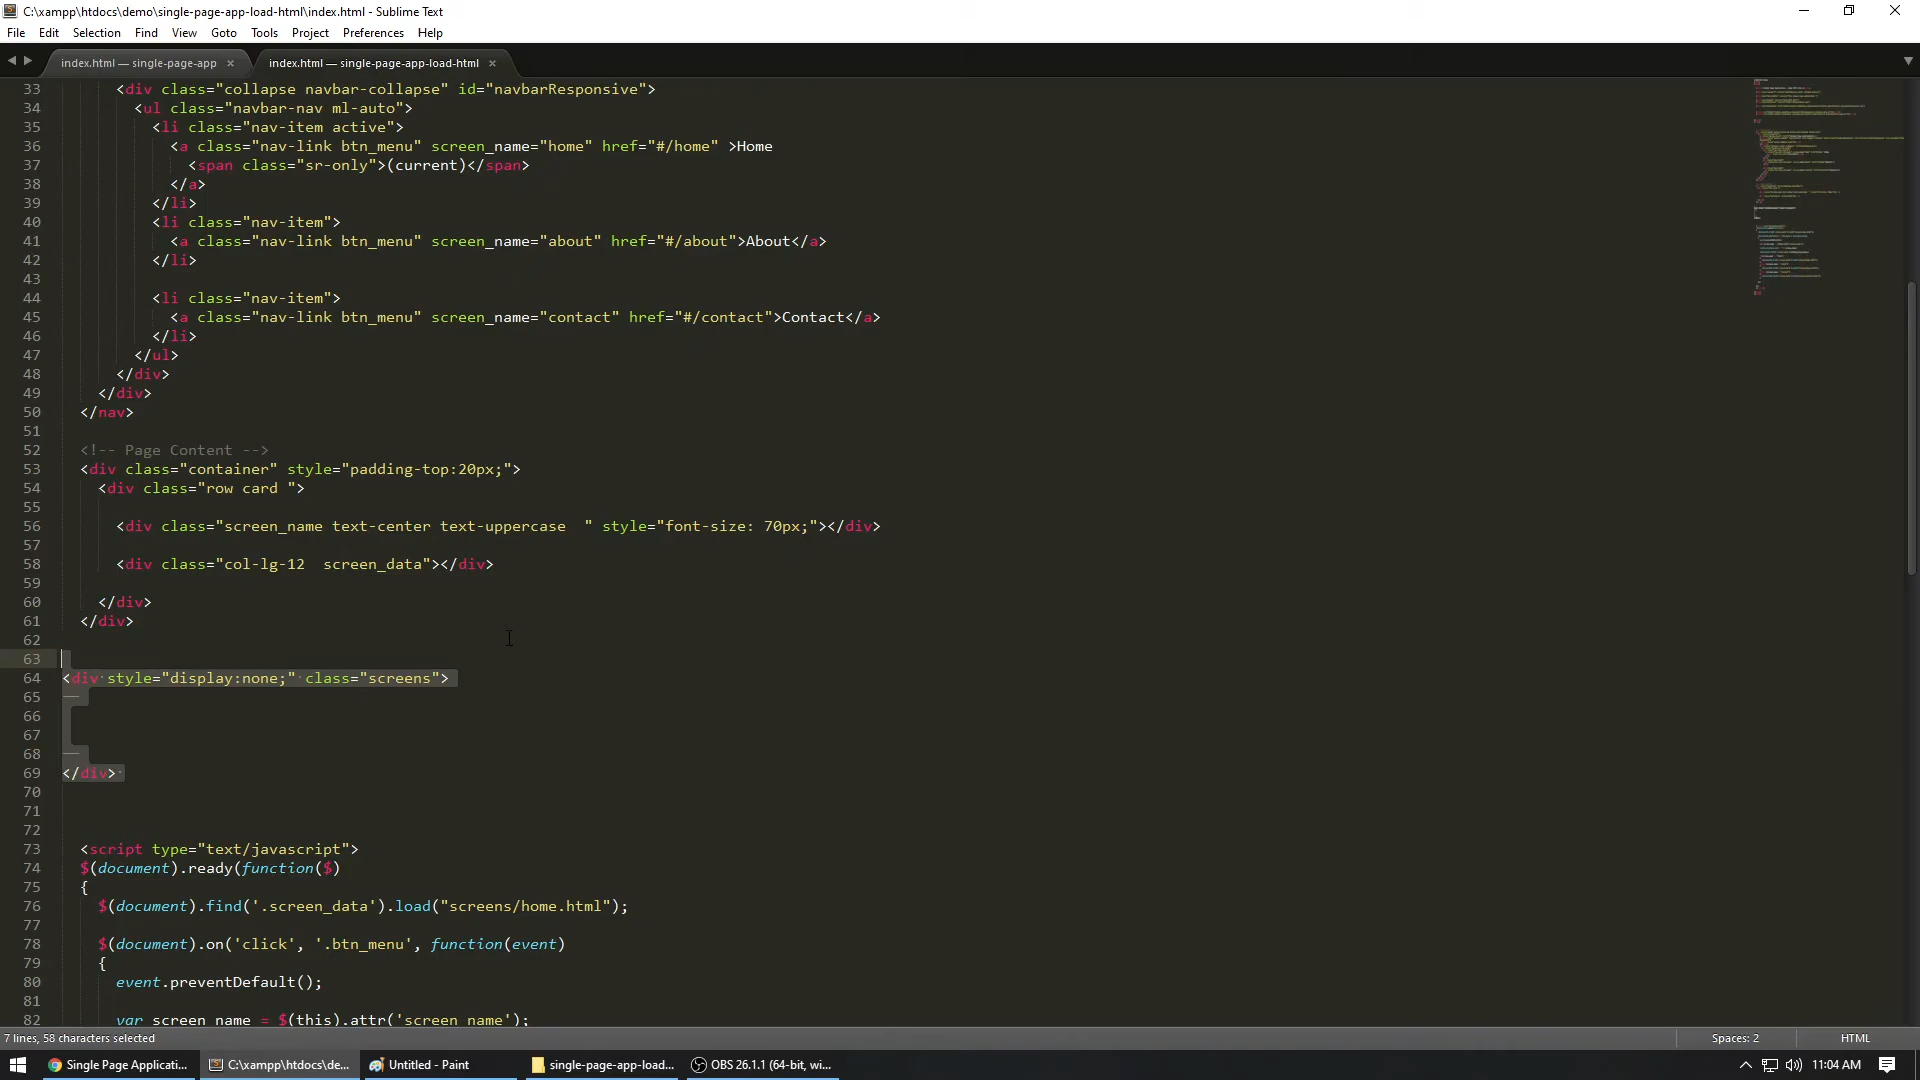 C:\xampp\htdocs\demo\single-page-app-load-html\index.html - Sublime Text
File Edit Selection Find View Goto Tools Project Preferences Help
index.html — single-page-app × index.html — single-page-app-load-html ×
33 <div class="collapse navbar-collapse" id="navbarResponsive">
34 <ul class="navbar-nav ml-auto">
35 <li class="nav-item active">
36 <a class="nav-link btn_menu" screen_name="home" href="#/home" >Home
37 <span class="sr-only">(current)</span>
38 </a>
39 </li>
40 <li class="nav-item">
41 <a class="nav-link btn_menu" screen_name="about" href="#/about">About</a>
42 </li>
43
44 <li class="nav-item">
45 <a class="nav-link btn_menu" screen_name="contact" href="#/contact">Contact</a>
46 </li>
47 </ul>
48 </div>
49 </div>
50 </nav>
51
52 <!-- Page Content -->
53 <div class="container" style="padding-top:20px;">
54 <div class="row card ">
55
56 <div class="screen_name text-center text-uppercase  " style="font-size: 70px;"></div>
57
58 <div class="col-lg-12  screen_data"></div>
59
60 </div>
61 </div>
62
63
64 <div style="display:none;" class="screens">
65
66
67
68
69 </div>
70
71
72
73 <script type="text/javascript">
74 $(document).ready(function($)
75 {
76 $(document).find('.screen_data').load("screens/home.html");
77
78 $(document).on('click', '.btn_menu', function(event)
79 {
80 event.preventDefault();
81
82 var screen_name = $(this).attr('screen_name');
7 lines, 58 characters selected Spaces: 2 HTML
Single Page Applicati... C:\xampp\htdocs\de... Untitled - Paint single-page-app-load... OBS 26.1.1 (64-bit, wi... 11:04 AM